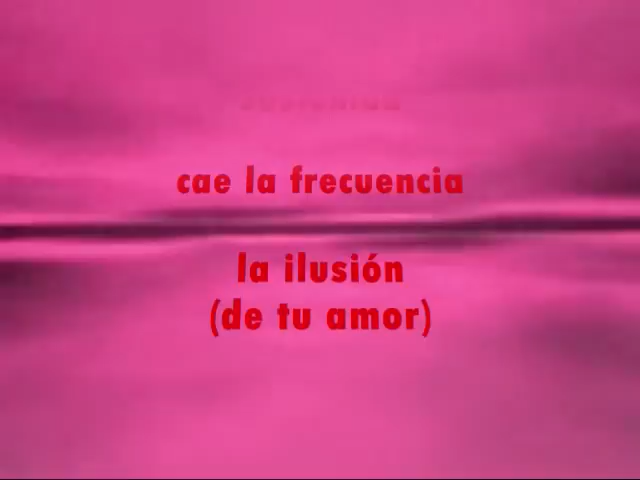 cae la frecuencia
la ilusión
(de tu amor)